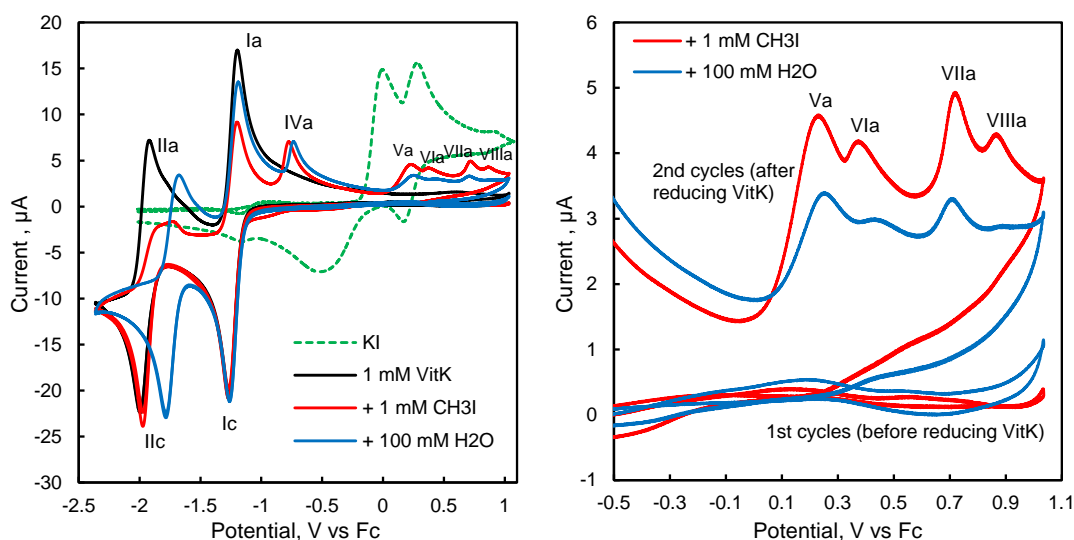 20
15
10
5
0
-5
-10
-15
-20
-25
-30
Current , µA
-2.5
-2
-1.5
-1
-0.5
0
0.5
1
Potential, V vs Fc
Ia
IIa
IVa
Va
VIa
VIIa
VIIIa
Ic
IIc
KI
1 mM VitK
+ 1 mM CH3I
+ 100 mM H2O
6
5
4
3
2
1
0
-1
Current , µA
-0.5
-0.3
-0.1
0.1
0.3
0.5
0.7
0.9
1.1
Potential, V vs Fc
+ 1 mM CH3I
+ 100 mM H2O
Va
VIa
VIIa
VIIIa
2nd cycles (after
reducing VitK)
1st cycles (before reducing VitK)